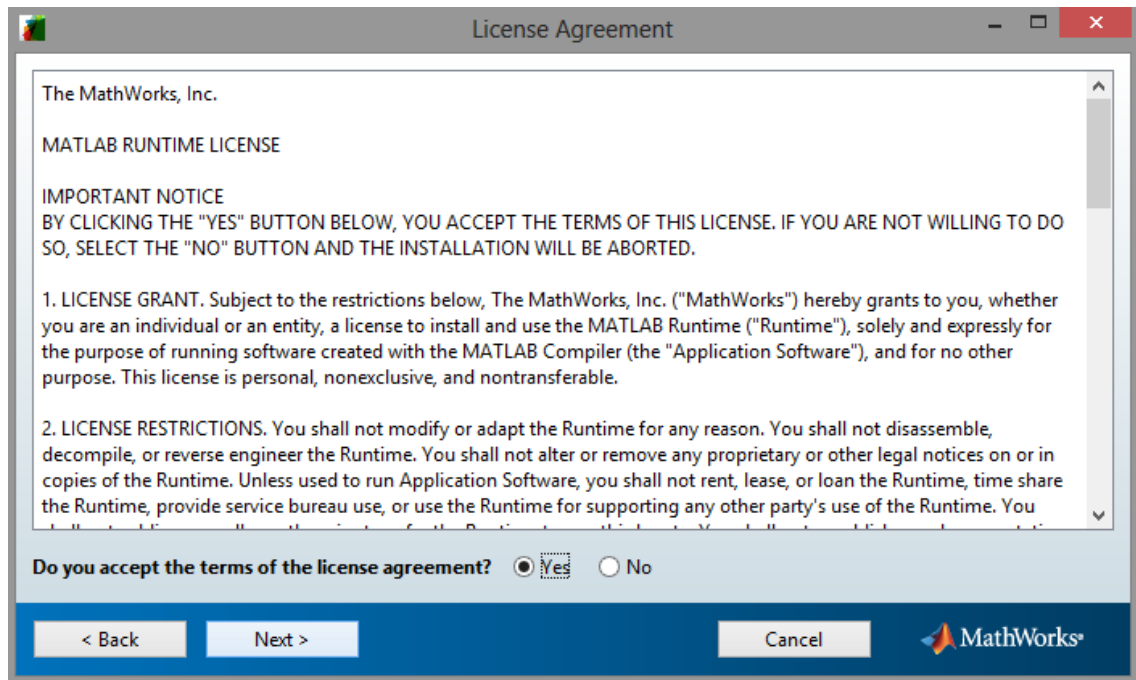 License Agreement
The MathWorks, Inc.
MATLAB RUNTIME LICENSE
IMPORTANT NOTICE
BY CLICKING THE "YES" BUTTON BELOW, YOU ACCEPT THE TERMS OF THIS LICENSE. IF YOU ARE NOT WILLING TO DO
SO, SELECT THE "NO" BUTTON AND THE INSTALLATION WILL BE ABORTED.
1. LICENSE GRANT. Subject to the restrictions below, The MathWorks, Inc. ("MathWorks") hereby grants to you, whether
you are an individual or an entity, a license to install and use the MATLAB Runtime ("Runtime"), solely and expressly for
the purpose of running software created with the MATLAB Compiler (the "Application Software"), and for no other
purpose. This license is personal, nonexclusive, and nontransferable.
2. LICENSE RESTRICTIONS. You shall not modify or adapt the Runtime for any reason. You shall not disassemble,
decompile, or reverse engineer the Runtime. You shall not alter or remove any proprietary or other legal notices on or in
copies of the Runtime. Unless used to run Application Software, you shall not rent, lease, or loan the Runtime, time share
the Runtime, provide service bureau use, or use the Runtime for supporting any other party's use of the Runtime. You
Do you accept the terms of the license agreement? Yes No
< Back Next > Cancel MathWorks®